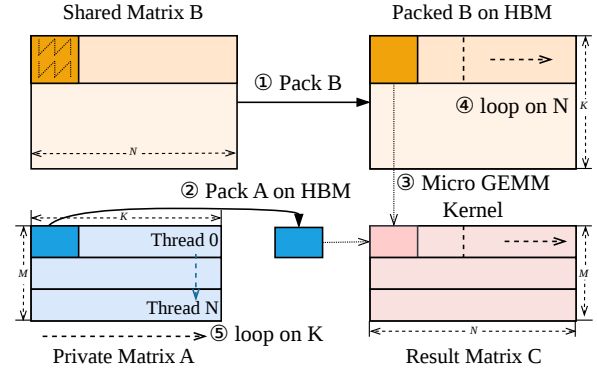 Shared Matrix B
Packed B on HBM
① Pack B
④ loop on N
K
N
② Pack A on HBM
③ Micro GEMM
Kernel
K
Thread 0
M
M
Thread N
⑤ loop on K
N
Private Matrix A
Result Matrix C